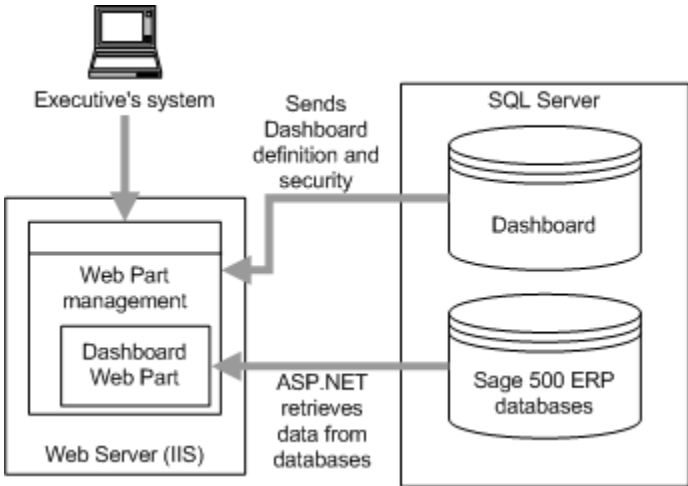 Executive's system
Sends
Dashboard
definition and
security
SQL Server
Dashboard
Web Part
management
Dashboard
Web Part
Web Server (IIS)
ASP.NET
retrieves
data from
databases
Sage 500 ERP
databases